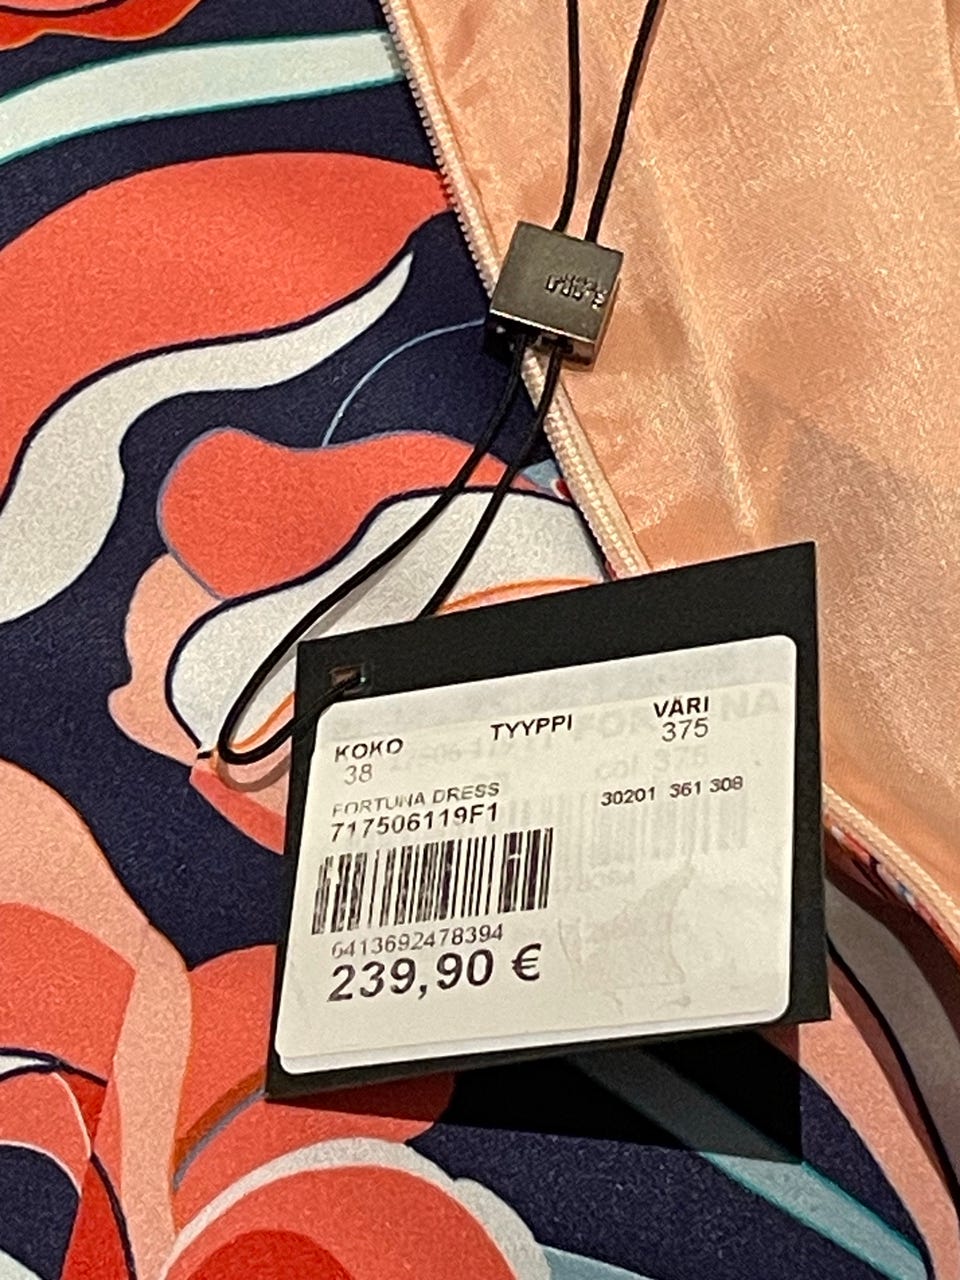 KOKO TYYPPI VÄRI
38 375
FORTUNA DRESS
717506119F1 30201 361 308
6413692478394
239,90 €